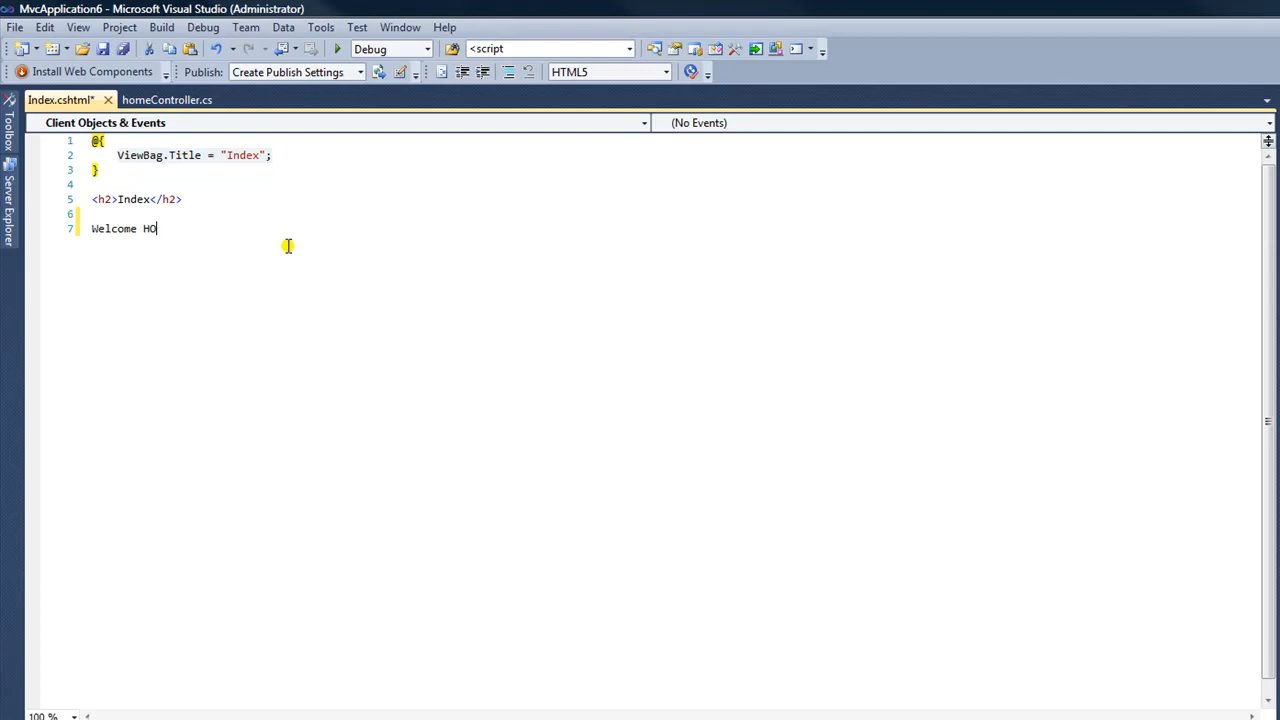 MvcApplication6 - Microsoft Visual Studio (Administrator)
File Edit View Project Build Debug Team Data Tools Test Window Help
Debug <script
Install Web Components Publish: Create Publish Settings HTML5
Index.cshtml* homeController.cs
Client Objects & Events (No Events)
Toolbox
Server Explorer
1 @{
2 ViewBag.Title = "Index";
3 }
4
5 <h2>Index</h2>
6
7 Welcome HO
100 %